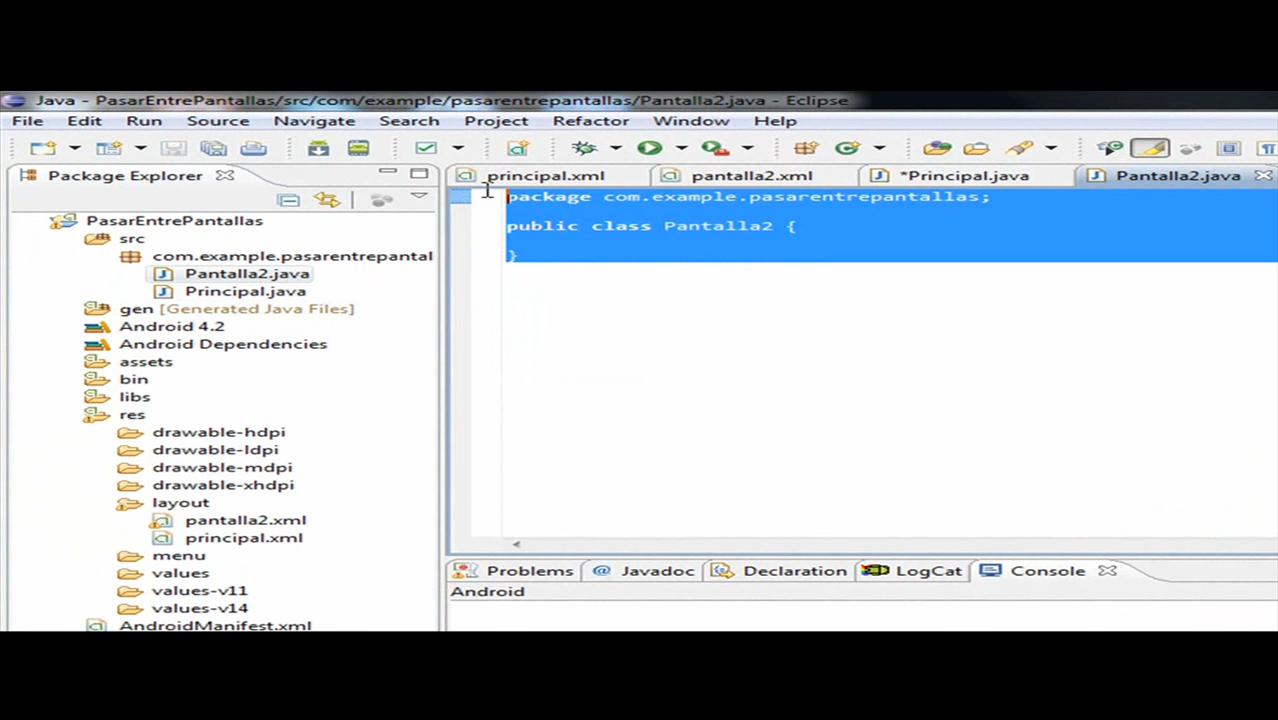 Java - PasarEntrePantallas/src/com/example/pasarentrepantallas/Pantalla2.java - Eclipse
File Edit Run Source Navigate Search Project Refactor Window Help
Package Explorer
principal.xml pantalla2.xml *Principal.java Pantalla2.java
PasarEntrePantallas
src
com.example.pasarentrepantal
Pantalla2.java
Principal.java
gen [Generated Java Files]
Android 4.2
Android Dependencies
assets
bin
libs
res
drawable-hdpi
drawable-ldpi
drawable-mdpi
drawable-xhdpi
layout
pantalla2.xml
principal.xml
menu
values
values-v11
values-v14
AndroidManifest.xml
package com.example.pasarentrepantallas;
public class Pantalla2 {
}
Problems @ Javadoc Declaration LogCat Console
Android